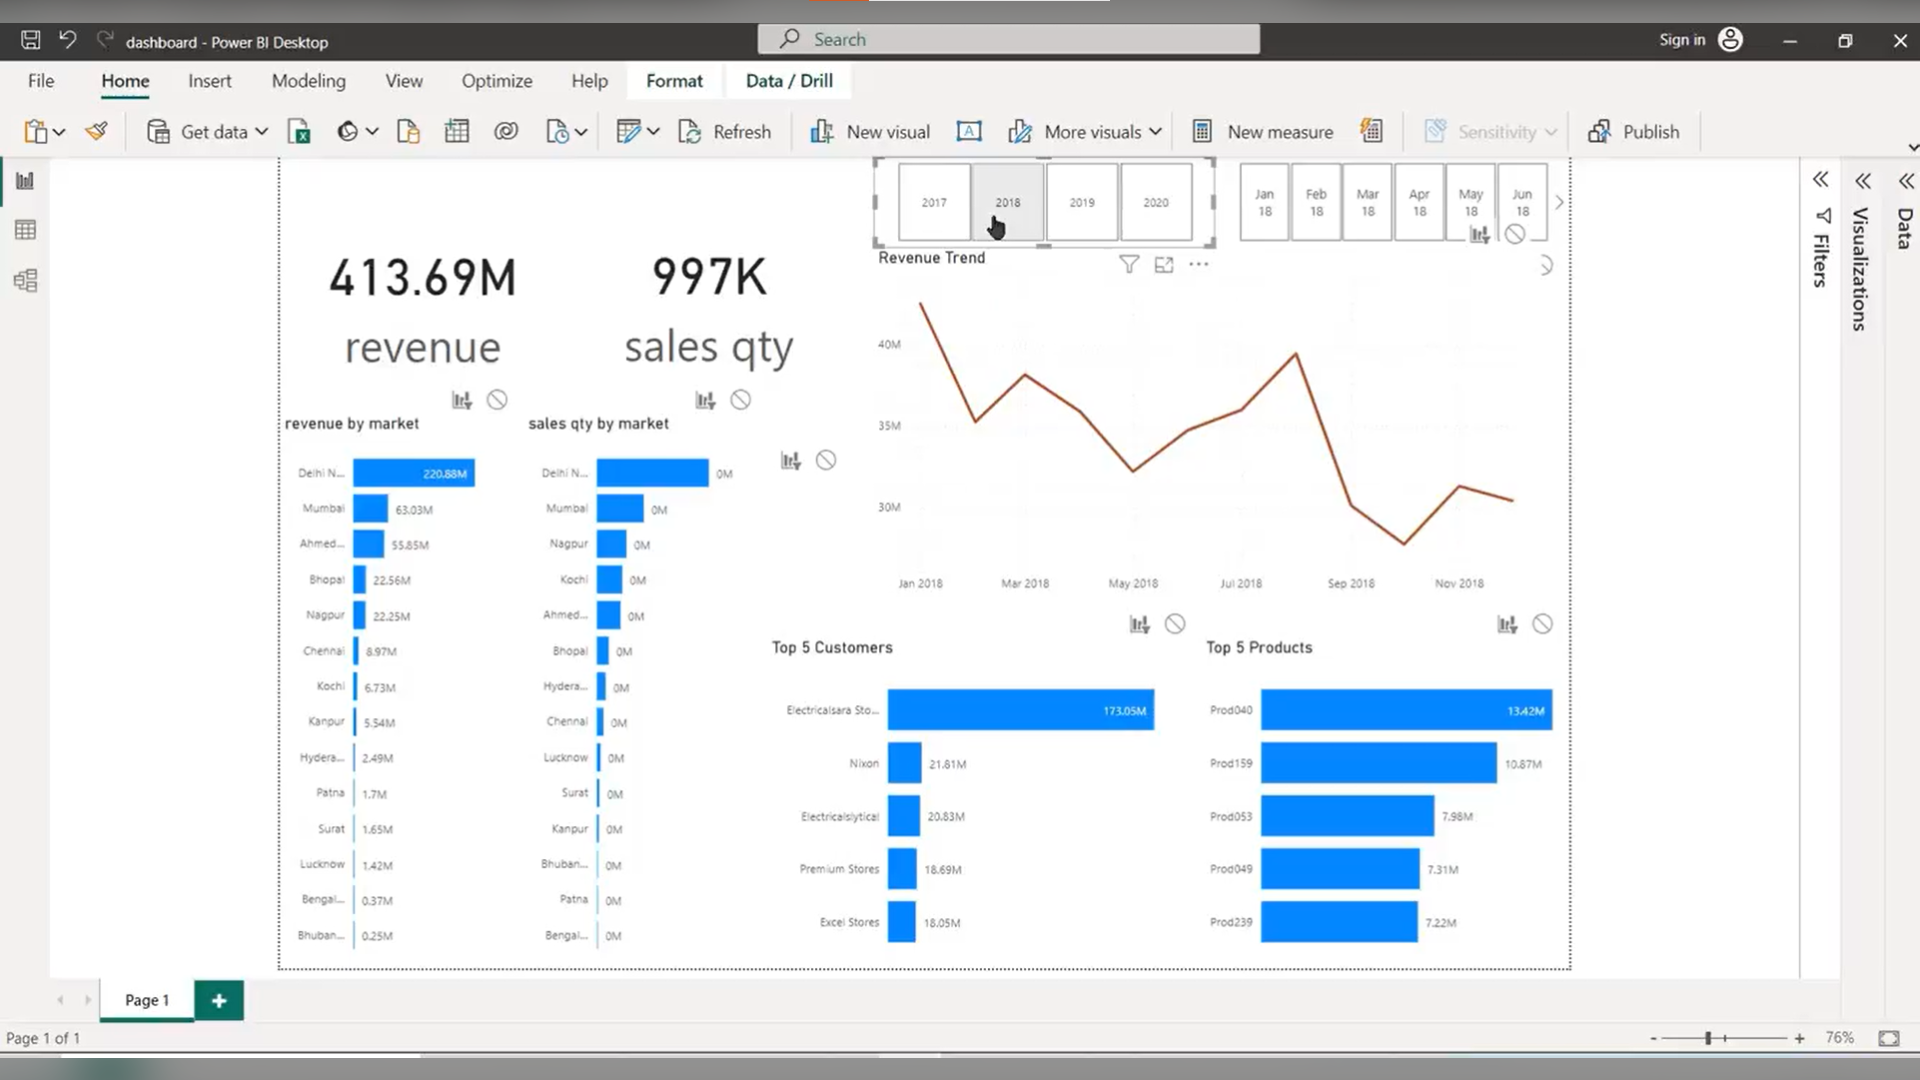 dashboard - Power BI Desktop
Search
Sign in
File Home Insert Modeling View Optimize Help Format Data / Drill
Get data Refresh New visual More visuals New measure Sensitivity Publish
2017 2018 2019 2020
Jan 18 Feb 18 Mar 18 Apr 18 May 18 Jun 18
Filters
Visualizations
Data
413.69M
revenue
997K
sales qty
Revenue Trend
40M
35M
30M
Jan 2018 Mar 2018 May 2018 Jul 2018 Sep 2018 Nov 2018
revenue by market
Delhi N... 220.88M
Mumbai 63.03M
Ahmed... 55.85M
Bhopal 22.56M
Nagpur 22.25M
Chennai 8.97M
Kochi 6.73M
Kanpur 5.54M
Hydera... 2.49M
Patna 1.7M
Surat 1.65M
Lucknow 1.42M
Bengal... 0.37M
Bhuban... 0.25M
sales qty by market
Delhi N... 0M
Mumbai 0M
Nagpur 0M
Kochi 0M
Ahmed... 0M
Bhopal 0M
Hydera... 0M
Chennai 0M
Lucknow 0M
Surat 0M
Kanpur 0M
Bhuban... 0M
Patna 0M
Bengal... 0M
Top 5 Customers
Electricalsara Sto... 173.05M
Nixon 21.81M
Electricalslytical 20.83M
Premium Stores 18.69M
Excel Stores 18.05M
Top 5 Products
Prod040 13.42M
Prod159 10.87M
Prod053 7.98M
Prod049 7.31M
Prod239 7.22M
Page 1
Page 1 of 1
76%